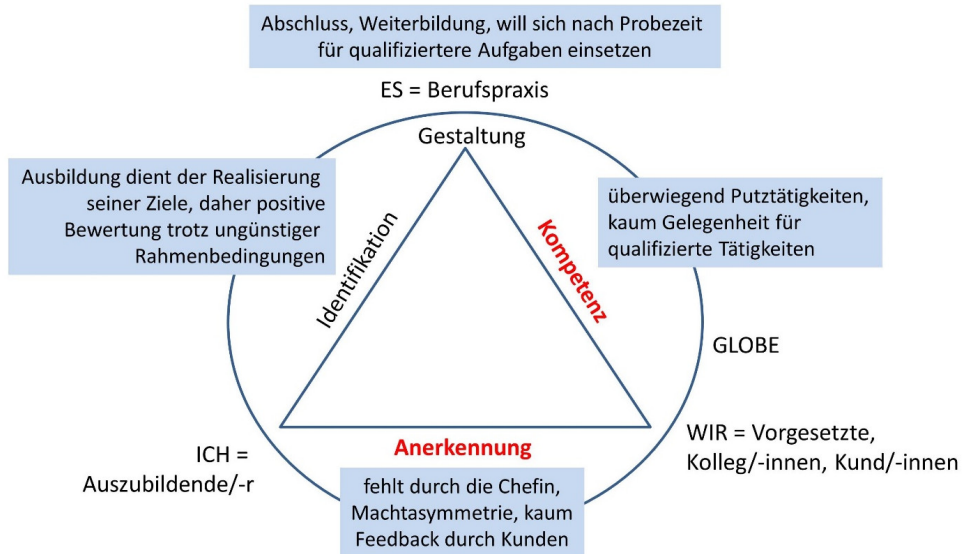 Abschluss, Weiterbildung, will sich nach Probezeit
für qualifiziertere Aufgaben einsetzen
ES = Berufspraxis
Gestaltung
Ausbildung dient der Realisierung
seiner Ziele, daher positive
Bewertung trotz ungünstiger
Rahmenbedingungen
Identifikation
Kompetenz
überwiegend Putztätigkeiten,
kaum Gelegenheit für
qualifizierte Tätigkeiten
GLOBE
ICH =
Auszubildende/-r
Anerkennung
WIR = Vorgesetzte,
Kolleg/-innen, Kund/-innen
fehlt durch die Chefin,
Machtasymmetrie, kaum
Feedback durch Kunden